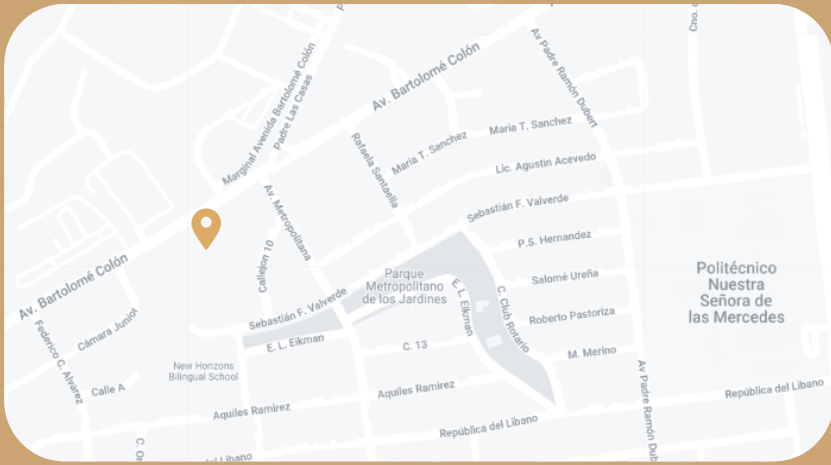 Cno. d
Av Padre Ramón Dubert
Av. Bartolomé Colón
Marginal Avenida Bartolomé Colón
Padre Las Casas
Maria T. Sanchez
Maria T. Sanchez
Rafaela Santaella
Lic. Agustin Acevedo
Av. Metropolitana
Sebastián F. Valverde
P.S. Hernandez
Callejon 10
Av. Bartolomé Colón
Parque
Metropolitano
de los Jardines
Salomé Ureña
Politécnico
Nuestra
Señora de
las Mercedes
E. L. Eikman
C. Club Rotario
Sebastián F. Valverde
Roberto Pastoriza
Cámara Junior
Federico C. Alvarez
E. L. Eikman
C. 13
M. Merino
New Horizons
Bilingual School
Calle A
Aquiles Ramirez
Aquiles Ramirez
República del Libano
Av Padre Ramón Dub
República del Libano
C. Or
l Libano